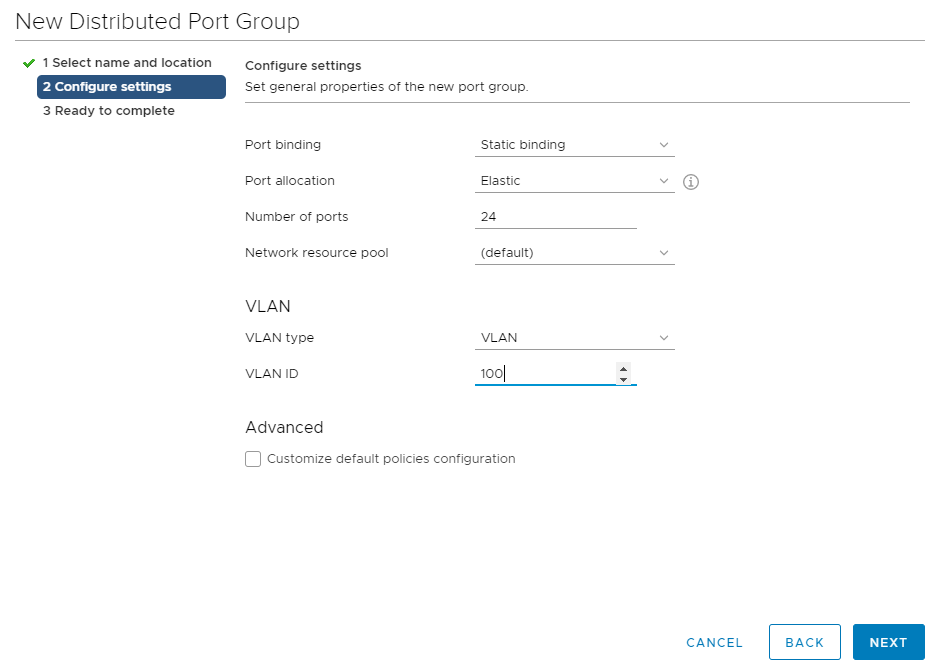 New Distributed Port Group
1 Select name and location
2 Configure settings
3 Ready to complete
Configure settings
Set general properties of the new port group.
Port binding Static binding
Port allocation Elastic
Number of ports 24
Network resource pool (default)
VLAN
VLAN type VLAN
VLAN ID 100
Advanced
Customize default policies configuration
CANCEL BACK NEXT